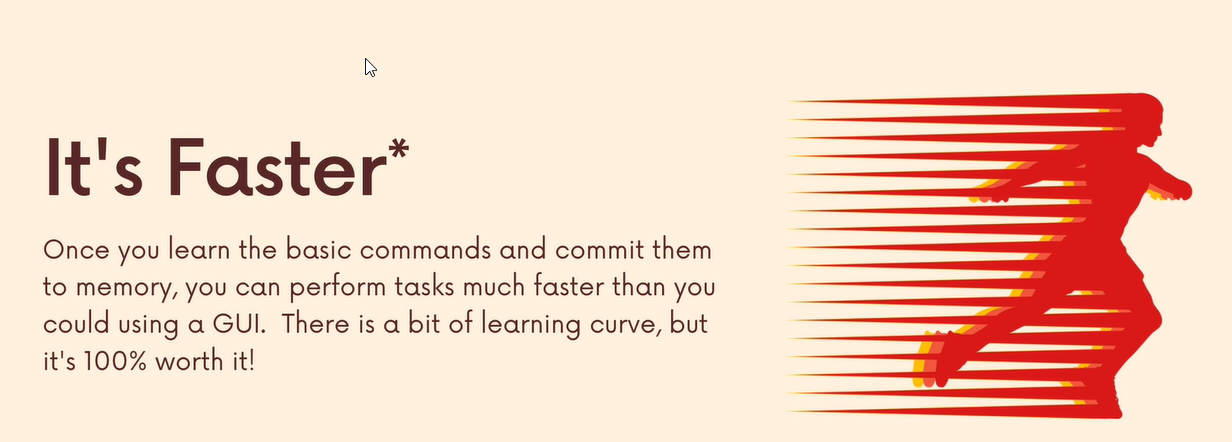 It's Faster*
Once you learn the basic commands and commit them
to memory, you can perform tasks much faster than you
could using a GUI.  There is a bit of learning curve, but
it's 100% worth it!